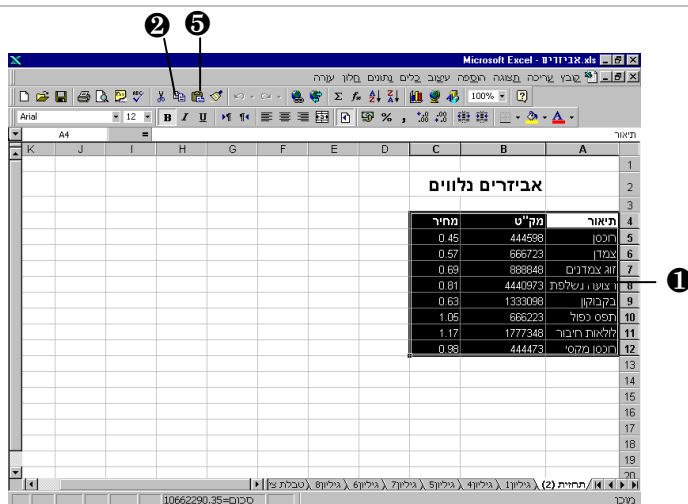 ❷ ❺
Microsoft Excel - אביזרים.xls
קובץ עריכה תצוגה הוספה עיצוב כלים נתונים חלון עזרה
100%
Arial 12 B I U % ,
A4 = תיאור
K J I H G F E D C B A
1
אביזרים נלווים 2
3
תיאור מק"ט מחיר 4
רוכסן 444598 0.45 5
צמדן 666723 0.57 6
זוג צמדנים 888848 0.69 7
רצועה נשלפת 4440973 0.81 8 ❶
בקבוקון 1333098 0.63 9
תפס כפול 666223 1.05 10
לולאות חיבור 1777348 1.17 11
רוכסן מקסי 444473 0.98 12
13
14
15
16
17
18
19
20
תחזית (2) / גיליון1 / גיליון4 / גיליון5 / גיליון7 / גיליון6 / גיליון8 / טבלת
מוכן סכום=10662290.35